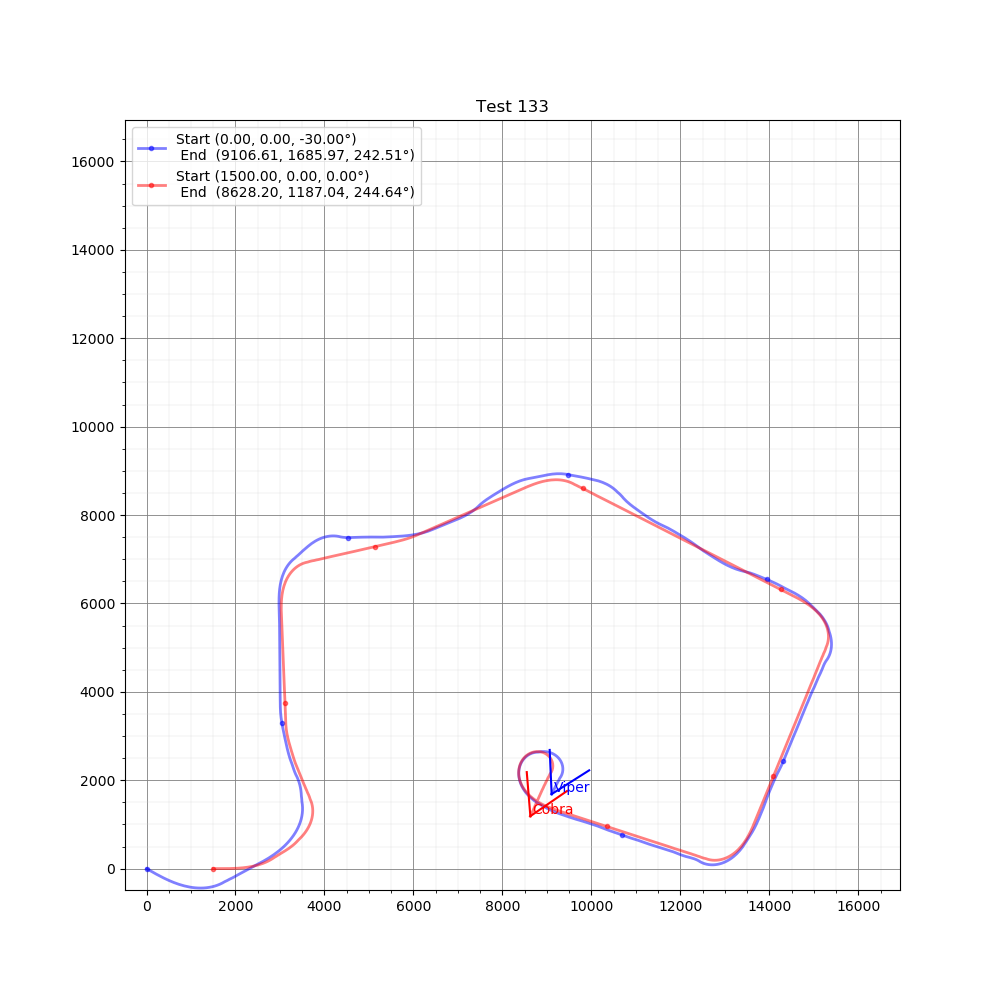 Test 133
Start (0.00, 0.00, -30.00°)
End (9106.61, 1685.97, 242.51°)
Start (1500.00, 0.00, 0.00°)
End (8628.20, 1187.04, 244.64°)
16000
14000
12000
10000
8000
6000
4000
2000
0
Viper
Cobra
0 2000 4000 6000 8000 10000 12000 14000 16000